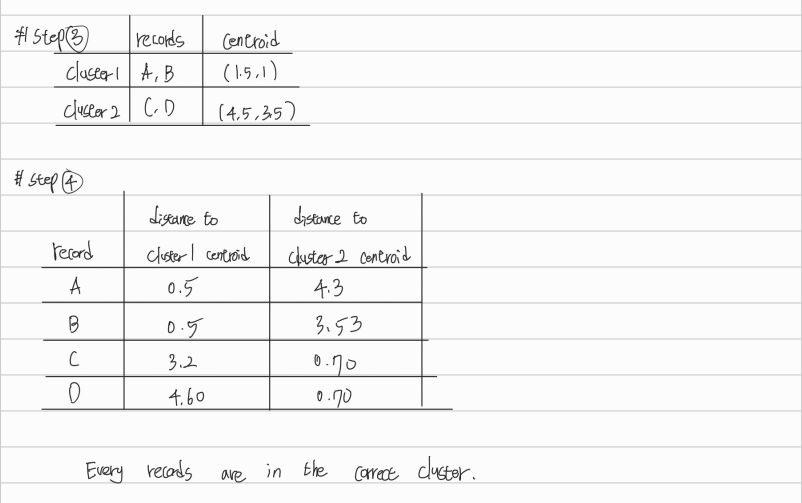 # Step ③ records centroid
cluster 1 A, B (1.5, 1)
cluster 2 C, D (4.5, 3.5)
# Step ④
distance to distance to
record cluster 1 centroid cluster 2 centroid
A 0.5 4.3
B 0.5 3.53
C 3.2 0.70
D 4.60 0.70
Every records are in the correct cluster.